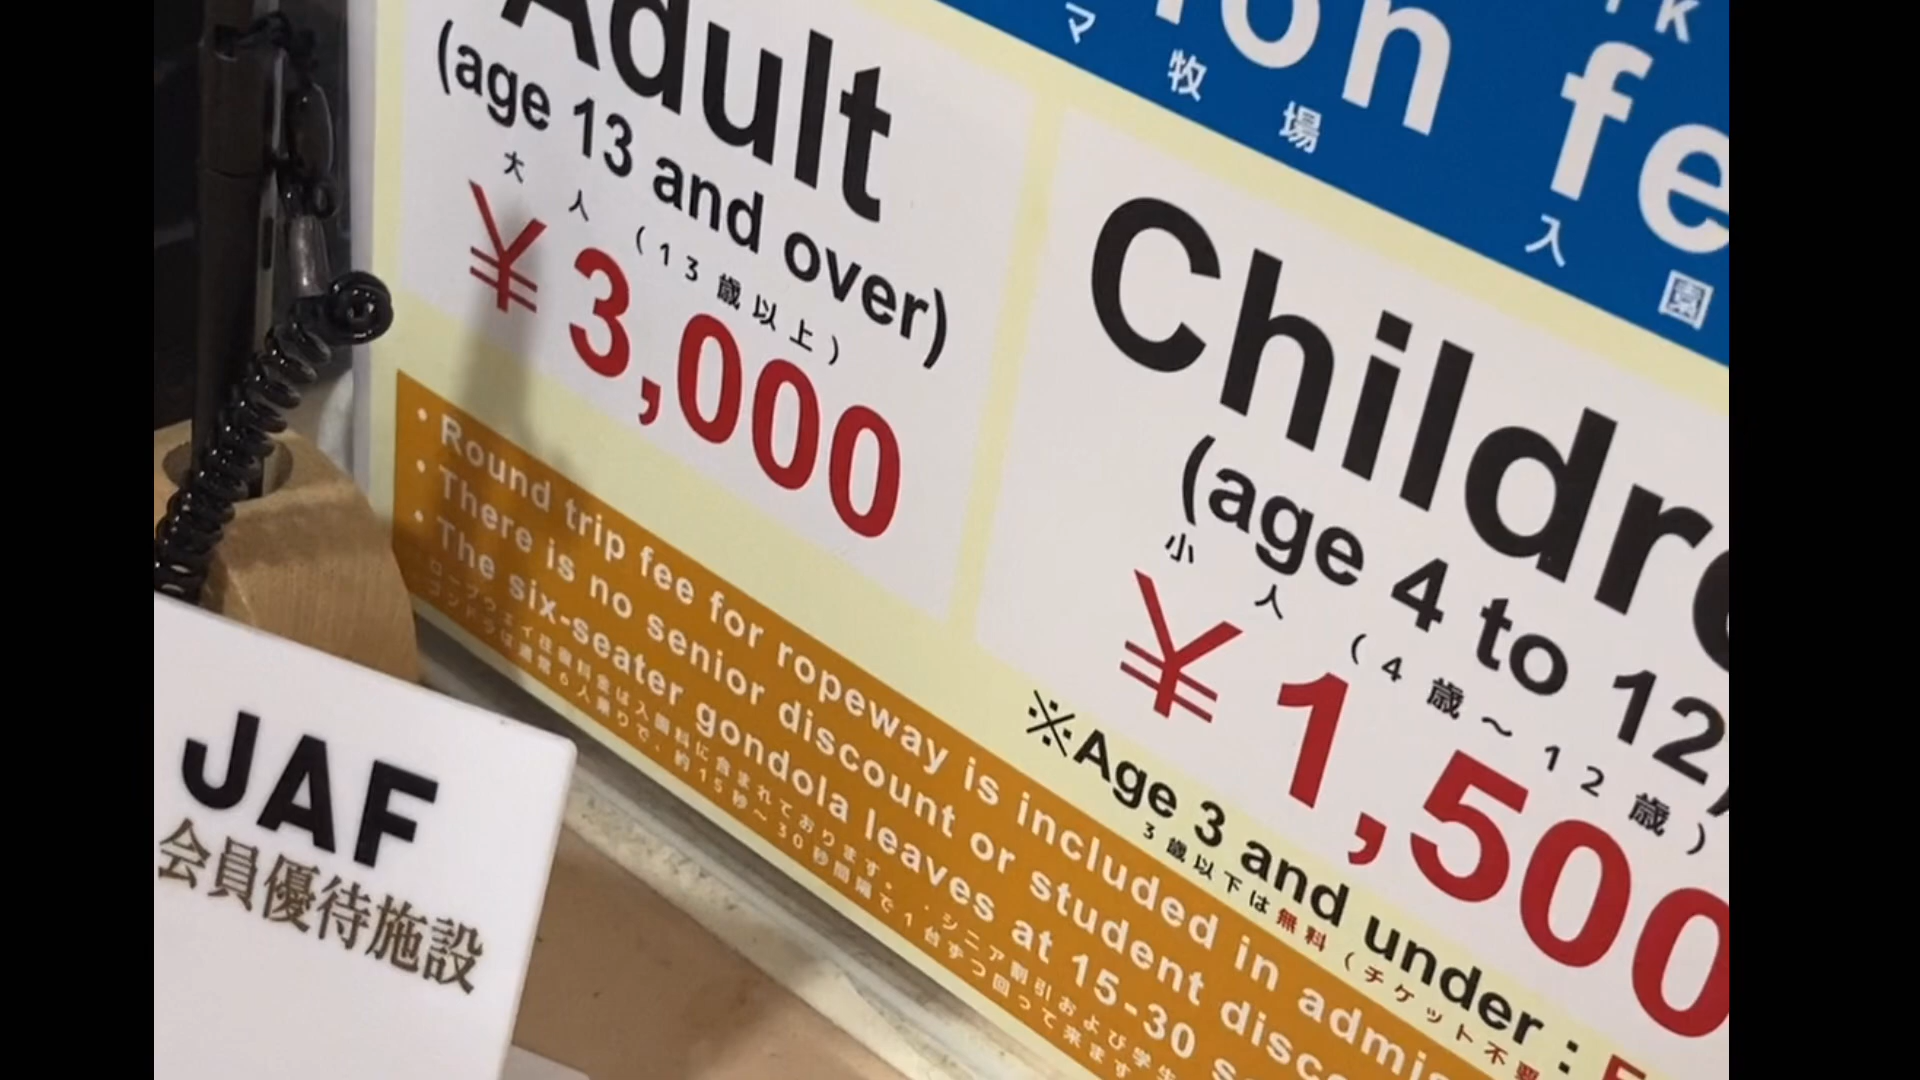 マ牧場入園
Adult
(age 13 and over)
大人(13歳以上)
¥3,000
Childre
(age 4 to 12)
小人(4歳~12歳)
¥1,500
※Age 3 and under :
3歳以下は無料(チケット不要
・Round trip fee for ropeway is included in admis
・There is no senior discount or student disco
・The six-seater gondola leaves at 15-30 s
ロープウェイ往復料金は入園料に含まれております。・シニア割引および学生
ゴンドラは通常6人乗りで、約15秒~30秒間隔で1台ずつ回って来ます
JAF
会員優待施設